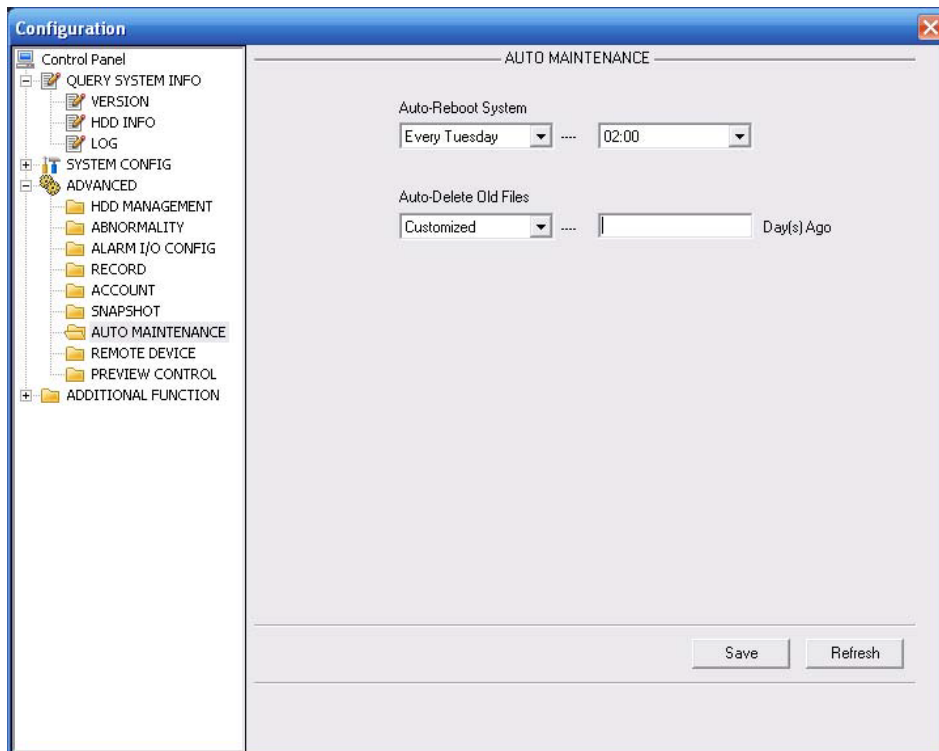 Configuration
Control Panel
QUERY SYSTEM INFO
VERSION
HDD INFO
LOG
SYSTEM CONFIG
ADVANCED
HDD MANAGEMENT
ABNORMALITY
ALARM I/O CONFIG
RECORD
ACCOUNT
SNAPSHOT
AUTO MAINTENANCE
REMOTE DEVICE
PREVIEW CONTROL
ADDITIONAL FUNCTION
AUTO MAINTENANCE
Auto-Reboot System
Every Tuesday ---- 02:00
Auto-Delete Old Files
Customized ---- Day(s) Ago
Save Refresh